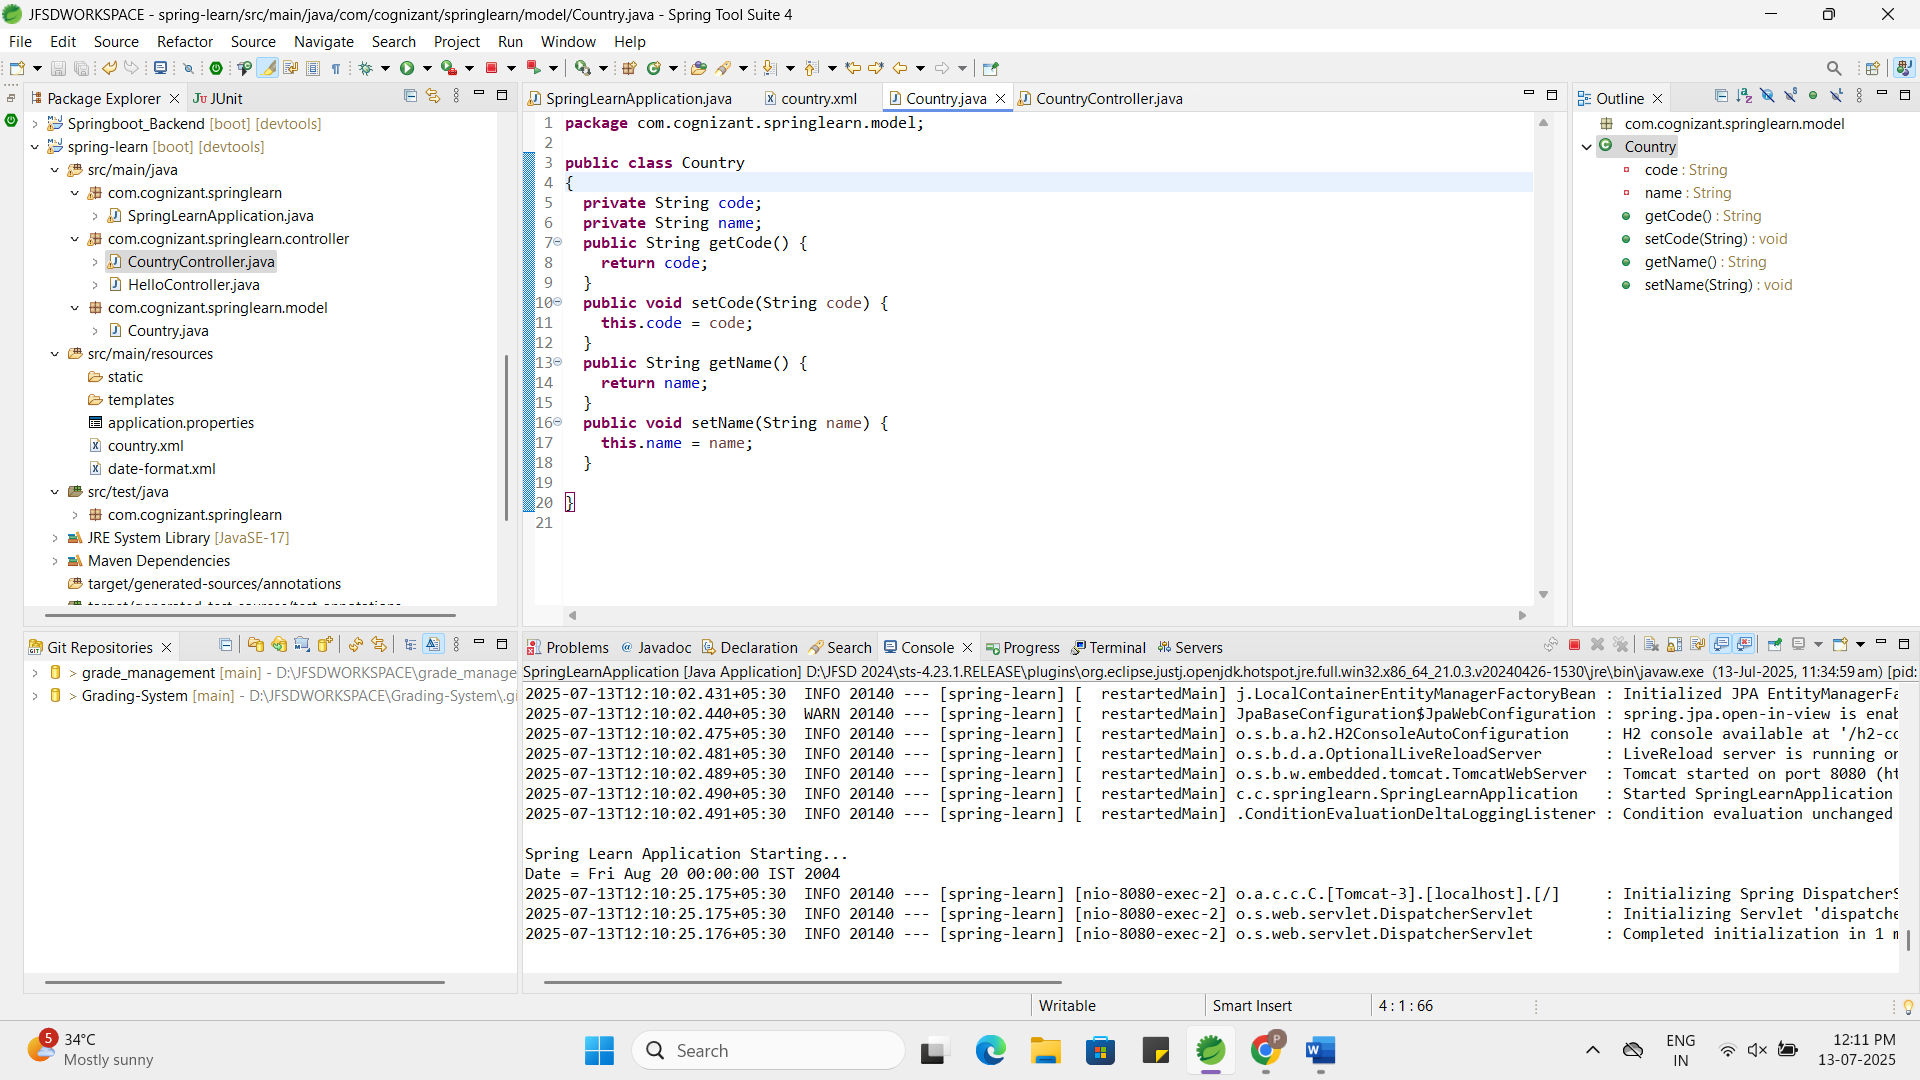 JFSDWORKSPACE - spring-learn/src/main/java/com/cognizant/springlearn/model/Country.java - Spring Tool Suite 4
File Edit Source Refactor Source Navigate Search Project Run Window Help
Package Explorer JUnit
Springboot_Backend [boot] [devtools]
spring-learn [boot] [devtools]
src/main/java
com.cognizant.springlearn
SpringLearnApplication.java
com.cognizant.springlearn.controller
CountryController.java
HelloController.java
com.cognizant.springlearn.model
Country.java
src/main/resources
static
templates
application.properties
country.xml
date-format.xml
src/test/java
com.cognizant.springlearn
JRE System Library [JavaSE-17]
Maven Dependencies
target/generated-sources/annotations
SpringLearnApplication.java country.xml Country.java CountryController.java
1 package com.cognizant.springlearn.model;
2
3 public class Country
4 {
5 private String code;
6 private String name;
7 public String getCode() {
8 return code;
9 }
10 public void setCode(String code) {
11 this.code = code;
12 }
13 public String getName() {
14 return name;
15 }
16 public void setName(String name) {
17 this.name = name;
18 }
19
20 }
21
Outline
com.cognizant.springlearn.model
Country
code : String
name : String
getCode() : String
setCode(String) : void
getName() : String
setName(String) : void
Git Repositories
> grade_management [main] - D:\JFSDWORKSPACE\grade_manage
> Grading-System [main] - D:\JFSDWORKSPACE\Grading-System\.gi
Problems Javadoc Declaration Search Console Progress Terminal Servers
SpringLearnApplication [Java Application] D:\JFSD 2024\sts-4.23.1.RELEASE\plugins\org.eclipse.justj.openjdk.hotspot.jre.full.win32.x86_64_21.0.3.v20240426-1530\jre\bin\javaw.exe (13-Jul-2025, 11:34:59 am) [pid:
2025-07-13T12:10:02.431+05:30 INFO 20140 --- [spring-learn] [ restartedMain] j.LocalContainerEntityManagerFactoryBean : Initialized JPA EntityManagerFa
2025-07-13T12:10:02.440+05:30 WARN 20140 --- [spring-learn] [ restartedMain] JpaBaseConfiguration$JpaWebConfiguration : spring.jpa.open-in-view is enab
2025-07-13T12:10:02.475+05:30 INFO 20140 --- [spring-learn] [ restartedMain] o.s.b.a.h2.H2ConsoleAutoConfiguration : H2 console available at '/h2-co
2025-07-13T12:10:02.481+05:30 INFO 20140 --- [spring-learn] [ restartedMain] o.s.b.d.a.OptionalLiveReloadServer : LiveReload server is running on
2025-07-13T12:10:02.489+05:30 INFO 20140 --- [spring-learn] [ restartedMain] o.s.b.w.embedded.tomcat.TomcatWebServer : Tomcat started on port 8080 (ht
2025-07-13T12:10:02.490+05:30 INFO 20140 --- [spring-learn] [ restartedMain] c.c.springlearn.SpringLearnApplication : Started SpringLearnApplication
2025-07-13T12:10:02.491+05:30 INFO 20140 --- [spring-learn] [ restartedMain] .ConditionEvaluationDeltaLoggingListener : Condition evaluation unchanged
Spring Learn Application Starting...
Date = Fri Aug 20 00:00:00 IST 2004
2025-07-13T12:10:25.175+05:30 INFO 20140 --- [spring-learn] [nio-8080-exec-2] o.a.c.c.C.[Tomcat-3].[localhost].[/] : Initializing Spring DispatcherS
2025-07-13T12:10:25.175+05:30 INFO 20140 --- [spring-learn] [nio-8080-exec-2] o.s.web.servlet.DispatcherServlet : Initializing Servlet 'dispatche
2025-07-13T12:10:25.176+05:30 INFO 20140 --- [spring-learn] [nio-8080-exec-2] o.s.web.servlet.DispatcherServlet : Completed initialization in 1 m
Writable Smart Insert 4 : 1 : 66
5 34°C
Mostly sunny
Search
P
ENG
IN
12:11 PM
13-07-2025